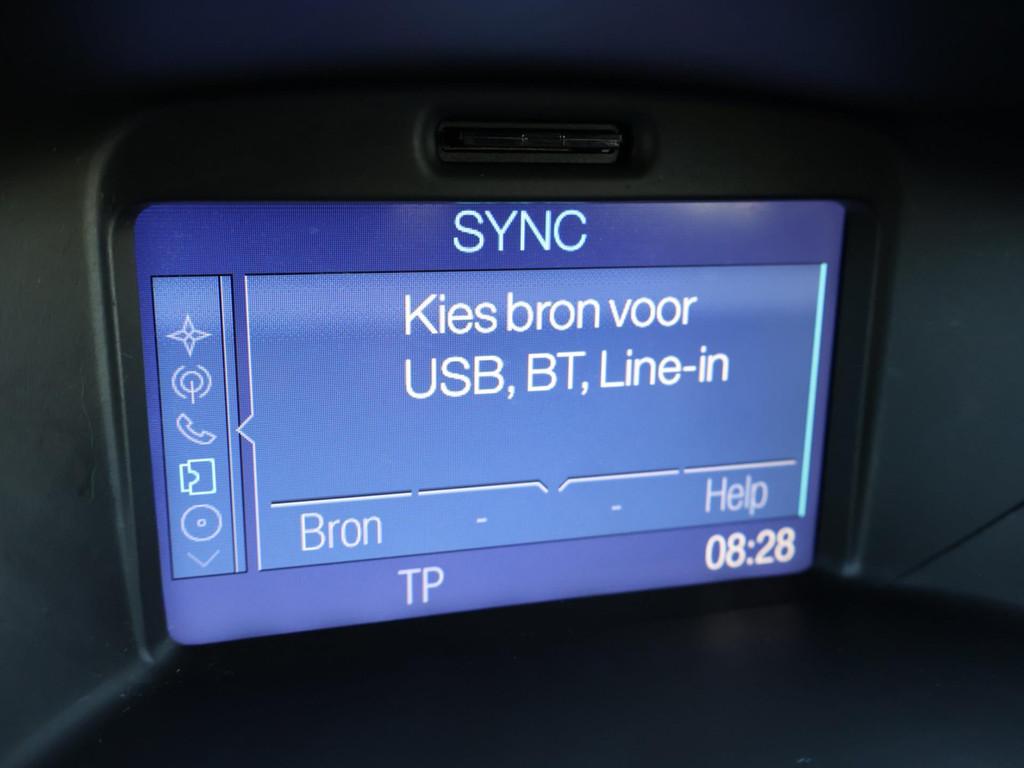 SYNC
Kies bron voor
USB, BT, Line-in
Bron - - Help
TP 08:28